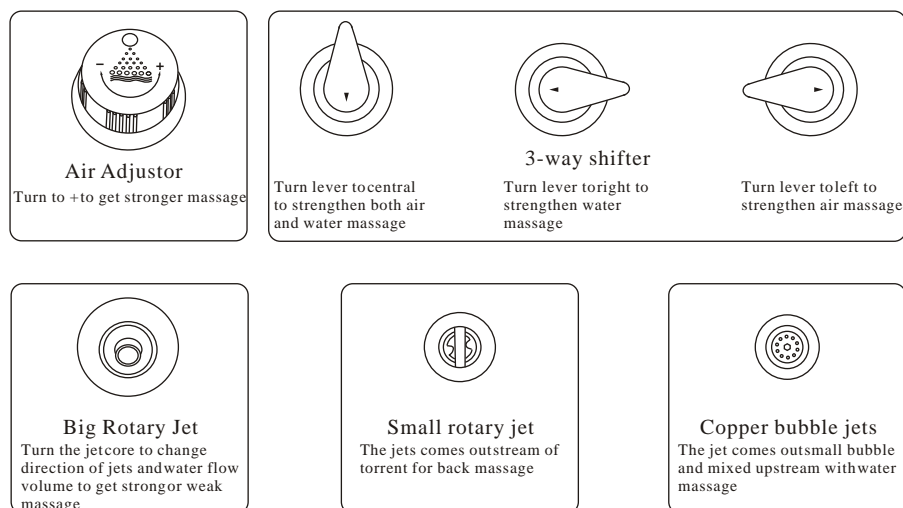 - +
Air Adjustor
Turn to +to get stronger massage
3-way shifter
Turn lever tocentral
to strengthen both air
and water massage
Turn lever toright to
strengthen water
massage
Turn lever toleft to
strengthen air massage
Big Rotary Jet
Turn the jetcore to change
direction of jets andwater flow
volume to get strongor weak
massage
Small rotary jet
The jets comes outstream of
torrent for back massage
Copper bubble jets
The jet comes outsmall bubble
and mixed upstream withwater
massage